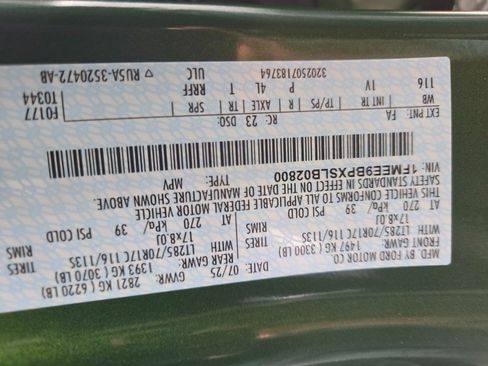 MFD BY FORD MOTOR CO.
DATE: 07/25 GVWR: 2821 KG ( 6220 LB)
FRONT GAWR: 1497 KG ( 3300 LB) REAR GAWR: 1393 KG ( 3070 LB)
WITH
LT285/70R17C 116/113S LT285/70R17C 116/113S TIRES
17x8.0J 17x8.0J RIMS
AT 270 kPa/ 39 PSI COLD AT 270 kPa/ 39 PSI COLD
THIS VEHICLE CONFORMS TO ALL APPLICABLE FEDERAL MOTOR VEHICLE
SAFETY STANDARDS IN EFFECT ON THE DATE OF MANUFACTURE SHOWN ABOVE.
VIN: 1FMEE9BPXSLB02800
TYPE: MPV
EXT PNT: FA RC: 23 DSO: F0177
WB INT TR TP/PS R AXLE TR SPR T0344
116 1V P 4L RRFF
3202507183764 ULC ▽ RU5A-3520472-AB